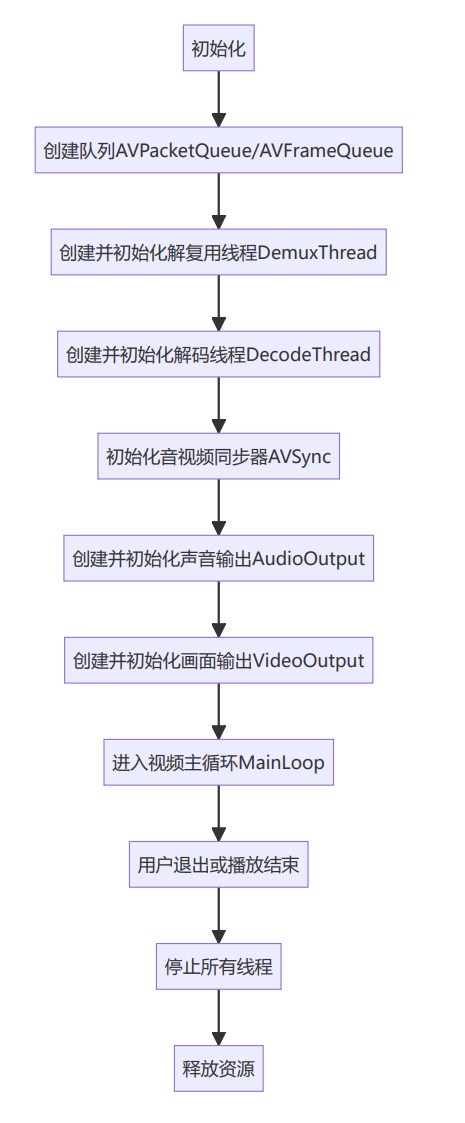 初始化
创建队列AVPacketQueue/AVFrameQueue
创建并初始化解复用线程DemuxThread
创建并初始化解码线程DecodeThread
初始化音视频同步器AVSync
创建并初始化声音输出AudioOutput
创建并初始化画面输出VideoOutput
进入视频主循环MainLoop
用户退出或播放结束
停止所有线程
释放资源